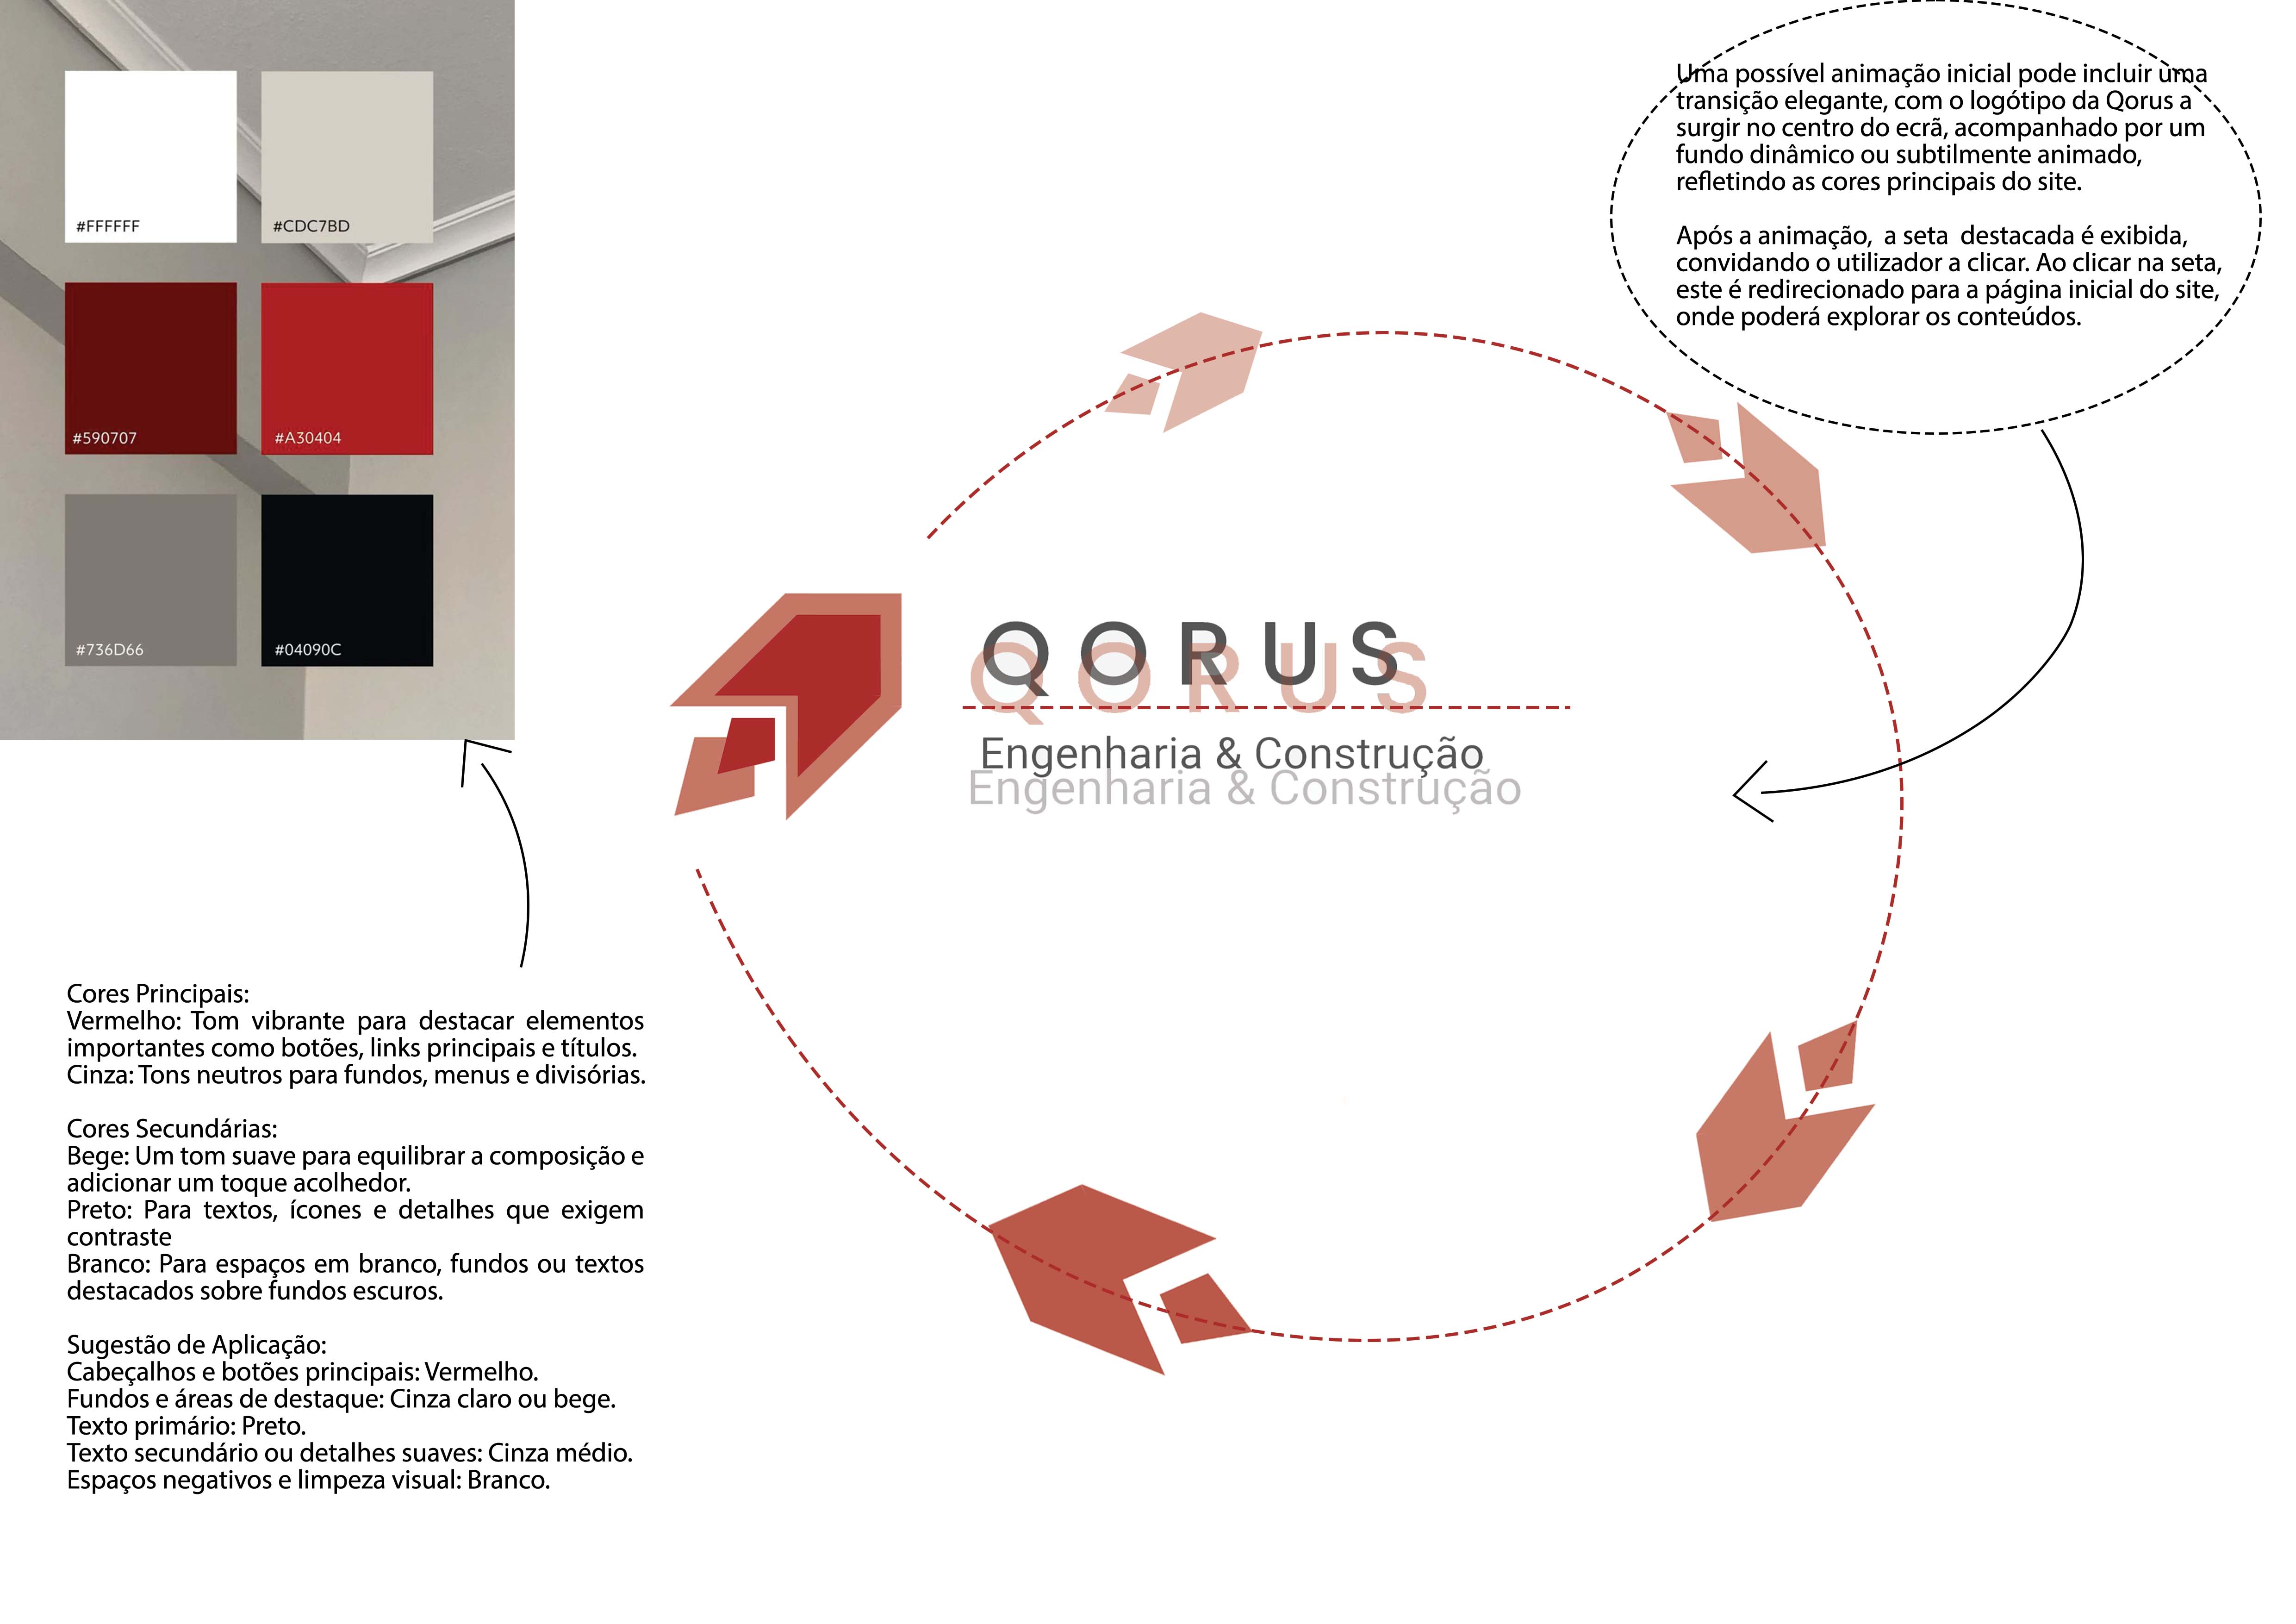 #FFFFFF
#CDC7BD
#590707
#A30404
#736D66
#04090C
Uma possível animação inicial pode incluir uma
transição elegante, com o logótipo da Qorus a
surgir no centro do ecrã, acompanhado por um
fundo dinâmico ou subtilmente animado,
refletindo as cores principais do site.
Após a animação, a seta destacada é exibida,
convidando o utilizador a clicar. Ao clicar na seta,
este é redirecionado para a página inicial do site,
onde poderá explorar os conteúdos.
QORUS
QORUS
Engenharia & Construção
Engenharia & Construção
Cores Principais:
Vermelho: Tom vibrante para destacar elementos
importantes como botões, links principais e títulos.
Cinza: Tons neutros para fundos, menus e divisórias.
Cores Secundárias:
Bege: Um tom suave para equilibrar a composição e
adicionar um toque acolhedor.
Preto: Para textos, ícones e detalhes que exigem
contraste
Branco: Para espaços em branco, fundos ou textos
destacados sobre fundos escuros.
Sugestão de Aplicação:
Cabeçalhos e botões principais: Vermelho.
Fundos e áreas de destaque: Cinza claro ou bege.
Texto primário: Preto.
Texto secundário ou detalhes suaves: Cinza médio.
Espaços negativos e limpeza visual: Branco.